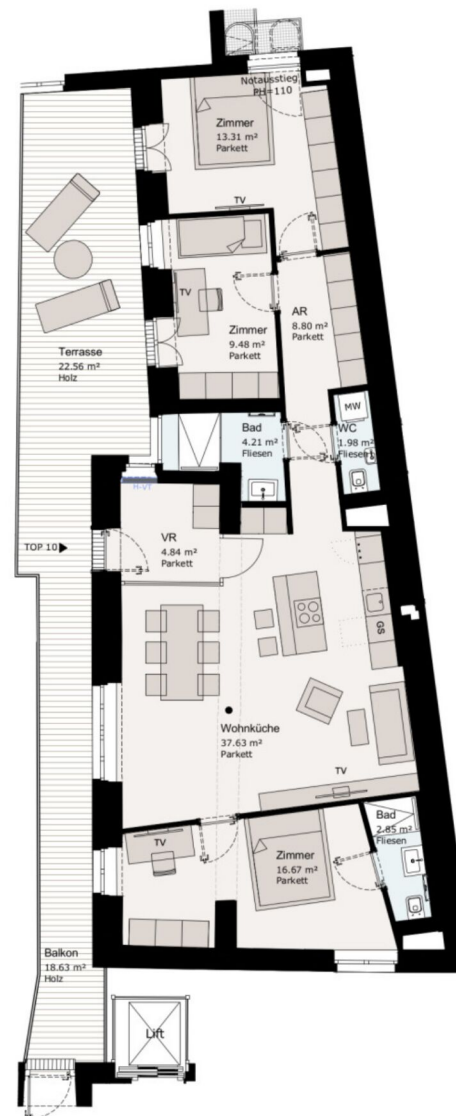 Notausstieg
PH=110
Zimmer
13.31 m²
Parkett
TV
TV
Zimmer
9.48 m²
Parkett
AR
8.80 m²
Parkett
Terrasse
22.56 m²
Holz
MW
Bad
4.21 m²
Fliesen
WC
1.98 m²
Fliesen
H-VT
VR
4.84 m²
Parkett
TOP 10
GS
Wohnküche
37.63 m²
Parkett
TV
TV
Bad
2.85 m²
Fliesen
Zimmer
16.67 m²
Parkett
Balkon
18.63 m²
Holz
Lift